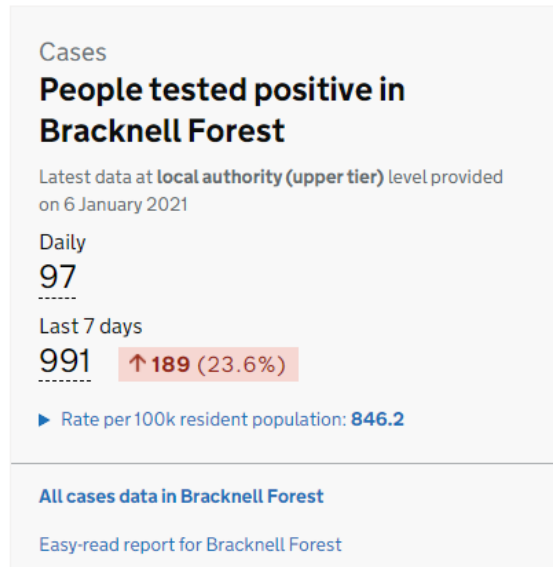 Cases
People tested positive in
Bracknell Forest
Latest data at local authority (upper tier) level provided
on 6 January 2021
Daily
97
Last 7 days
991 ↑ 189 (23.6%)
▶ Rate per 100k resident population: 846.2
All cases data in Bracknell Forest
Easy-read report for Bracknell Forest